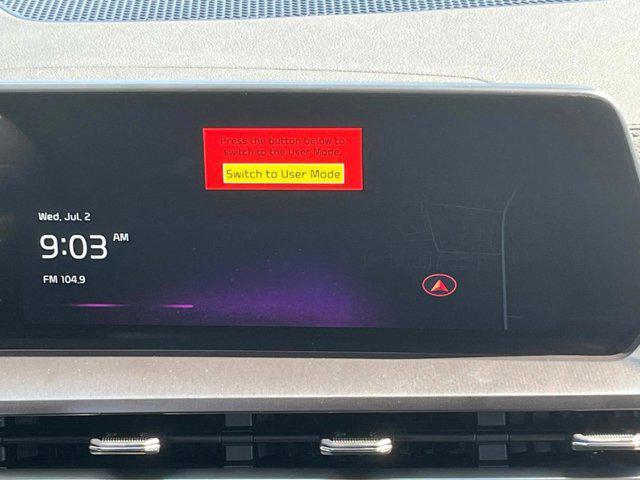 Press the button below to
switch to the User Mode.
Switch to User Mode
Wed, Jul. 2
9:03 AM
FM 104.9